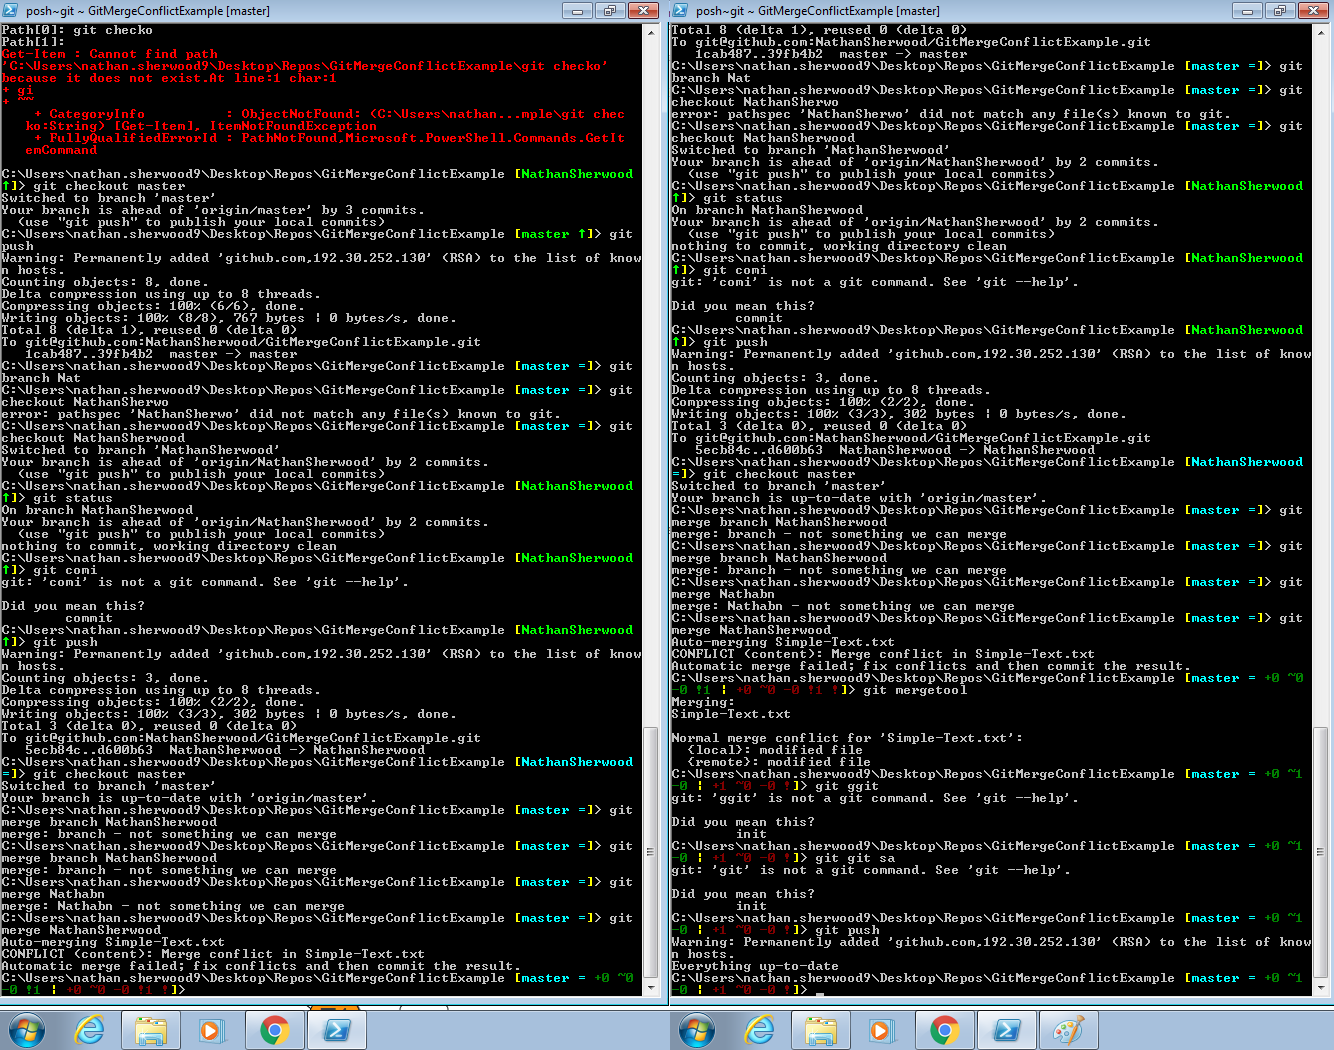 posh~git ~ GitMergeConflictExample [master]
Path[0]: git checko
Path[1]:
Get-Item : Cannot find path
'C:\Users\nathan.sherwood9\Desktop\Repos\GitMergeConflictExample\git checko'
because it does not exist.At line:1 char:1
+ gi
+ ~~
    + CategoryInfo          : ObjectNotFound: (C:\Users\nathan...mple\git chec
   ko:String) [Get-Item], ItemNotFoundException
    + FullyQualifiedErrorId : PathNotFound,Microsoft.PowerShell.Commands.GetIt
   emCommand
C:\Users\nathan.sherwood9\Desktop\Repos\GitMergeConflictExample [NathanSherwood
↑]> git checkout master
Switched to branch 'master'
Your branch is ahead of 'origin/master' by 3 commits.
  (use "git push" to publish your local commits)
C:\Users\nathan.sherwood9\Desktop\Repos\GitMergeConflictExample [master ↑]> git
push
Warning: Permanently added 'github.com,192.30.252.130' (RSA) to the list of know
n hosts.
Counting objects: 8, done.
Delta compression using up to 8 threads.
Compressing objects: 100% (6/6), done.
Writing objects: 100% (8/8), 767 bytes | 0 bytes/s, done.
Total 8 (delta 1), reused 0 (delta 0)
To git@github.com:NathanSherwood/GitMergeConflictExample.git
   1cab487..39fb4b2  master -> master
C:\Users\nathan.sherwood9\Desktop\Repos\GitMergeConflictExample [master =]> git
branch Nat
C:\Users\nathan.sherwood9\Desktop\Repos\GitMergeConflictExample [master =]> git
checkout NathanSherwo
error: pathspec 'NathanSherwo' did not match any file(s) known to git.
C:\Users\nathan.sherwood9\Desktop\Repos\GitMergeConflictExample [master =]> git
checkout NathanSherwood
Switched to branch 'NathanSherwood'
Your branch is ahead of 'origin/NathanSherwood' by 2 commits.
  (use "git push" to publish your local commits)
C:\Users\nathan.sherwood9\Desktop\Repos\GitMergeConflictExample [NathanSherwood
↑]> git status
On branch NathanSherwood
Your branch is ahead of 'origin/NathanSherwood' by 2 commits.
  (use "git push" to publish your local commits)
nothing to commit, working directory clean
C:\Users\nathan.sherwood9\Desktop\Repos\GitMergeConflictExample [NathanSherwood
↑]> git comi
git: 'comi' is not a git command. See 'git --help'.
Did you mean this?
        commit
C:\Users\nathan.sherwood9\Desktop\Repos\GitMergeConflictExample [NathanSherwood
↑]> git push
Warning: Permanently added 'github.com,192.30.252.130' (RSA) to the list of know
n hosts.
Counting objects: 3, done.
Delta compression using up to 8 threads.
Compressing objects: 100% (2/2), done.
Writing objects: 100% (3/3), 302 bytes | 0 bytes/s, done.
Total 3 (delta 0), reused 0 (delta 0)
To git@github.com:NathanSherwood/GitMergeConflictExample.git
   5ecb84c..d600b63  NathanSherwood -> NathanSherwood
C:\Users\nathan.sherwood9\Desktop\Repos\GitMergeConflictExample [NathanSherwood
=]> git checkout master
Switched to branch 'master'
Your branch is up-to-date with 'origin/master'.
C:\Users\nathan.sherwood9\Desktop\Repos\GitMergeConflictExample [master =]> git
merge branch NathanSherwood
merge: branch - not something we can merge
C:\Users\nathan.sherwood9\Desktop\Repos\GitMergeConflictExample [master =]> git
merge branch NathanSherwood
merge: branch - not something we can merge
C:\Users\nathan.sherwood9\Desktop\Repos\GitMergeConflictExample [master =]> git
merge Nathabn
merge: Nathabn - not something we can merge
C:\Users\nathan.sherwood9\Desktop\Repos\GitMergeConflictExample [master =]> git
merge NathanSherwood
Auto-merging Simple-Text.txt
CONFLICT (content): Merge conflict in Simple-Text.txt
Automatic merge failed; fix conflicts and then commit the result.
C:\Users\nathan.sherwood9\Desktop\Repos\GitMergeConflictExample [master = +0 ~0
-0 !1 | +0 ~0 -0 !1 !]>
posh~git ~ GitMergeConflictExample [master]
Total 8 (delta 1), reused 0 (delta 0)
To git@github.com:NathanSherwood/GitMergeConflictExample.git
   1cab487..39fb4b2  master -> master
C:\Users\nathan.sherwood9\Desktop\Repos\GitMergeConflictExample [master =]> git
branch Nat
C:\Users\nathan.sherwood9\Desktop\Repos\GitMergeConflictExample [master =]> git
checkout NathanSherwo
error: pathspec 'NathanSherwo' did not match any file(s) known to git.
C:\Users\nathan.sherwood9\Desktop\Repos\GitMergeConflictExample [master =]> git
checkout NathanSherwood
Switched to branch 'NathanSherwood'
Your branch is ahead of 'origin/NathanSherwood' by 2 commits.
  (use "git push" to publish your local commits)
C:\Users\nathan.sherwood9\Desktop\Repos\GitMergeConflictExample [NathanSherwood
↑]> git status
On branch NathanSherwood
Your branch is ahead of 'origin/NathanSherwood' by 2 commits.
  (use "git push" to publish your local commits)
nothing to commit, working directory clean
C:\Users\nathan.sherwood9\Desktop\Repos\GitMergeConflictExample [NathanSherwood
↑]> git comi
git: 'comi' is not a git command. See 'git --help'.
Did you mean this?
        commit
C:\Users\nathan.sherwood9\Desktop\Repos\GitMergeConflictExample [NathanSherwood
↑]> git push
Warning: Permanently added 'github.com,192.30.252.130' (RSA) to the list of know
n hosts.
Counting objects: 3, done.
Delta compression using up to 8 threads.
Compressing objects: 100% (2/2), done.
Writing objects: 100% (3/3), 302 bytes | 0 bytes/s, done.
Total 3 (delta 0), reused 0 (delta 0)
To git@github.com:NathanSherwood/GitMergeConflictExample.git
   5ecb84c..d600b63  NathanSherwood -> NathanSherwood
C:\Users\nathan.sherwood9\Desktop\Repos\GitMergeConflictExample [NathanSherwood
=]> git checkout master
Switched to branch 'master'
Your branch is up-to-date with 'origin/master'.
C:\Users\nathan.sherwood9\Desktop\Repos\GitMergeConflictExample [master =]> git
merge branch NathanSherwood
merge: branch - not something we can merge
C:\Users\nathan.sherwood9\Desktop\Repos\GitMergeConflictExample [master =]> git
merge branch NathanSherwood
merge: branch - not something we can merge
C:\Users\nathan.sherwood9\Desktop\Repos\GitMergeConflictExample [master =]> git
merge Nathabn
merge: Nathabn - not something we can merge
C:\Users\nathan.sherwood9\Desktop\Repos\GitMergeConflictExample [master =]> git
merge NathanSherwood
Auto-merging Simple-Text.txt
CONFLICT (content): Merge conflict in Simple-Text.txt
Automatic merge failed; fix conflicts and then commit the result.
C:\Users\nathan.sherwood9\Desktop\Repos\GitMergeConflictExample [master = +0 ~0
-0 !1 | +0 ~0 -0 !1 !]> git mergetool
Merging:
Simple-Text.txt
Normal merge conflict for 'Simple-Text.txt':
  {local}: modified file
  {remote}: modified file
C:\Users\nathan.sherwood9\Desktop\Repos\GitMergeConflictExample [master = +0 ~1
-0 | +1 ~0 -0 !]> git ggit
git: 'ggit' is not a git command. See 'git --help'.
Did you mean this?
        init
C:\Users\nathan.sherwood9\Desktop\Repos\GitMergeConflictExample [master = +0 ~1
-0 | +1 ~0 -0 !]> git git sa
git: 'git' is not a git command. See 'git --help'.
Did you mean this?
        init
C:\Users\nathan.sherwood9\Desktop\Repos\GitMergeConflictExample [master = +0 ~1
-0 | +1 ~0 -0 !]> git push
Warning: Permanently added 'github.com,192.30.252.130' (RSA) to the list of know
n hosts.
Everything up-to-date
C:\Users\nathan.sherwood9\Desktop\Repos\GitMergeConflictExample [master = +0 ~1
-0 | +1 ~0 -0 !]>